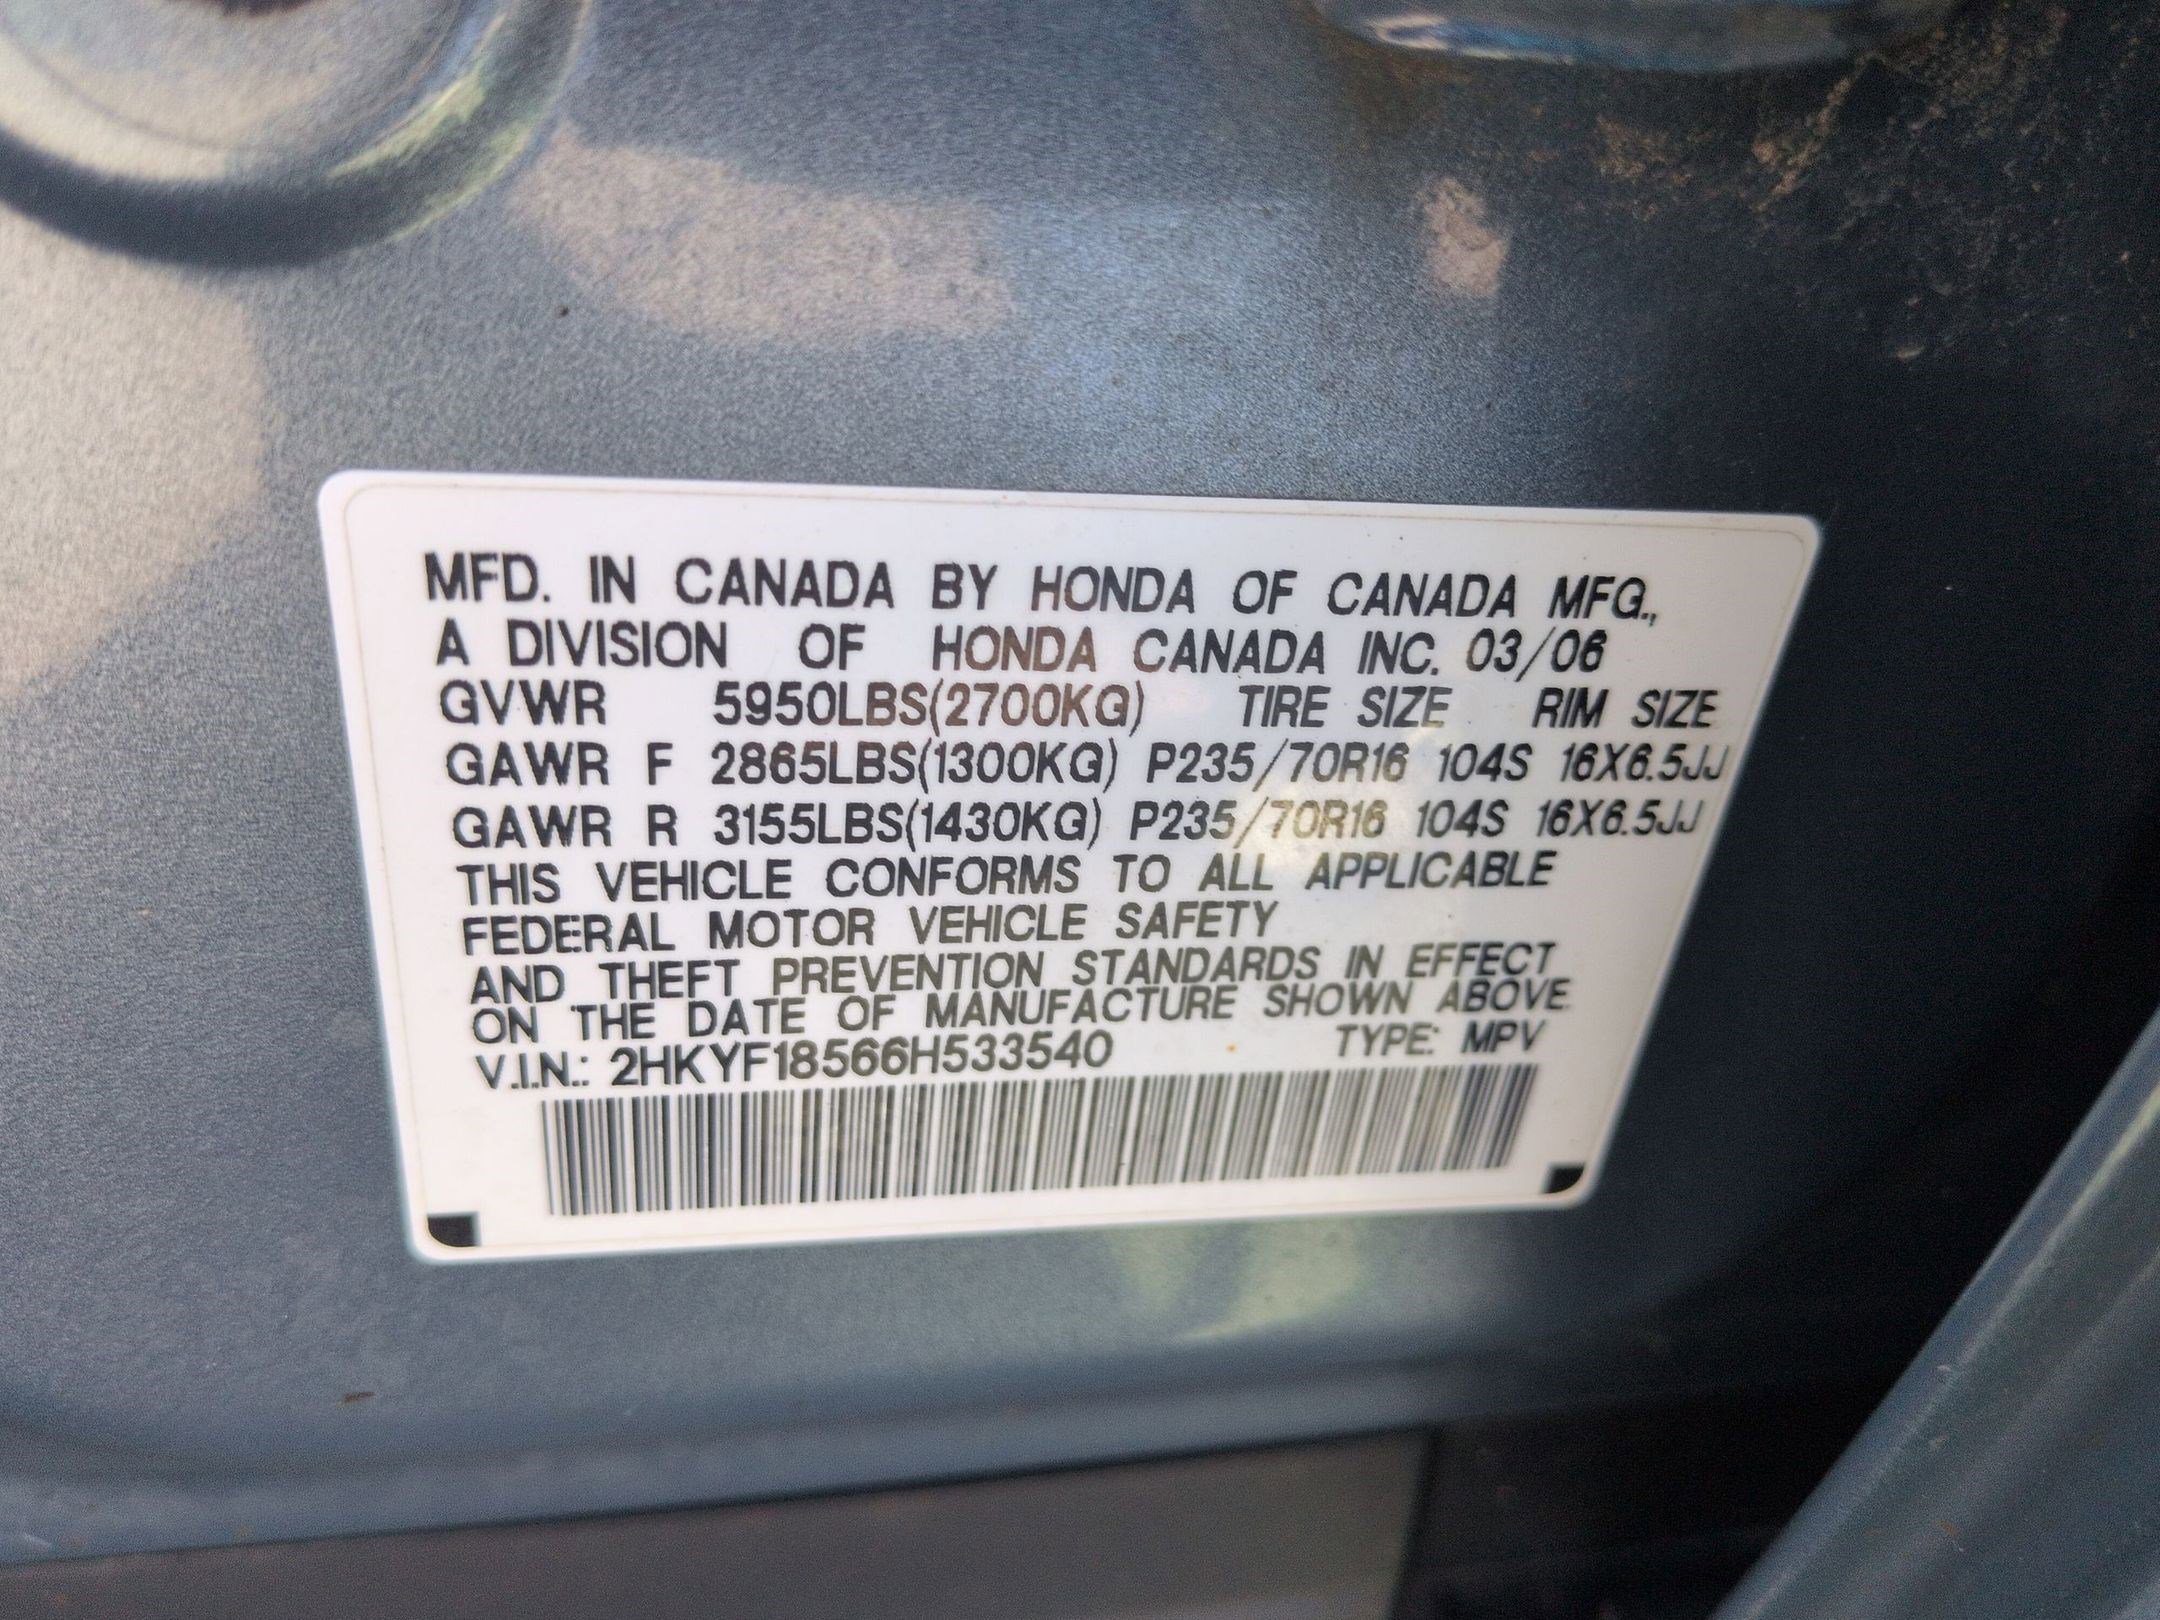 MFD. IN CANADA BY HONDA OF CANADA MFG.,
A DIVISION OF HONDA CANADA INC. 03/06
GVWR 5950LBS(2700KG) TIRE SIZE RIM SIZE
GAWR F 2865LBS(1300KG) P235/70R16 104S 16X6.5JJ
GAWR R 3155LBS(1430KG) P235/70R16 104S 16X6.5JJ
THIS VEHICLE CONFORMS TO ALL APPLICABLE
FEDERAL MOTOR VEHICLE SAFETY
AND THEFT PREVENTION STANDARDS IN EFFECT
ON THE DATE OF MANUFACTURE SHOWN ABOVE.
V.I.N.: 2HKYF18566H533540 TYPE: MPV